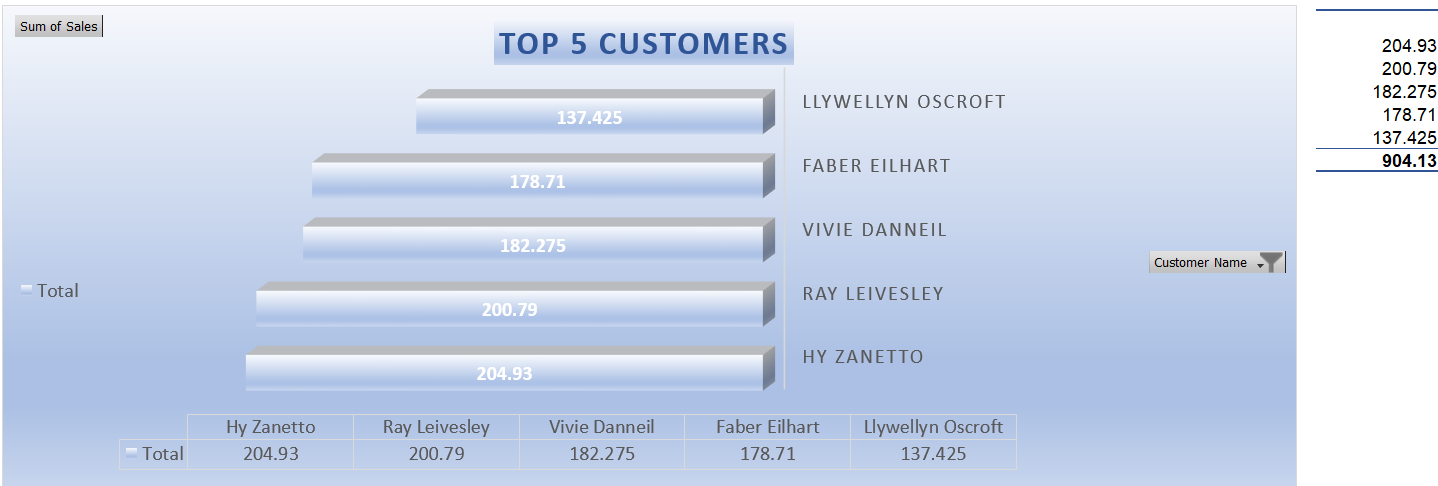 Sum of Sales
TOP 5 CUSTOMERS
137.425 LLYWELLYN OSCROFT
178.71 FABER EILHART
182.275 VIVIE DANNEIL
Customer Name
Total
200.79 RAY LEIVESLEY
204.93 HY ZANETTO
Hy Zanetto Ray Leivesley Vivie Danneil Faber Eilhart Llywellyn Oscroft
Total 204.93 200.79 182.275 178.71 137.425
204.93
200.79
182.275
178.71
137.425
904.13